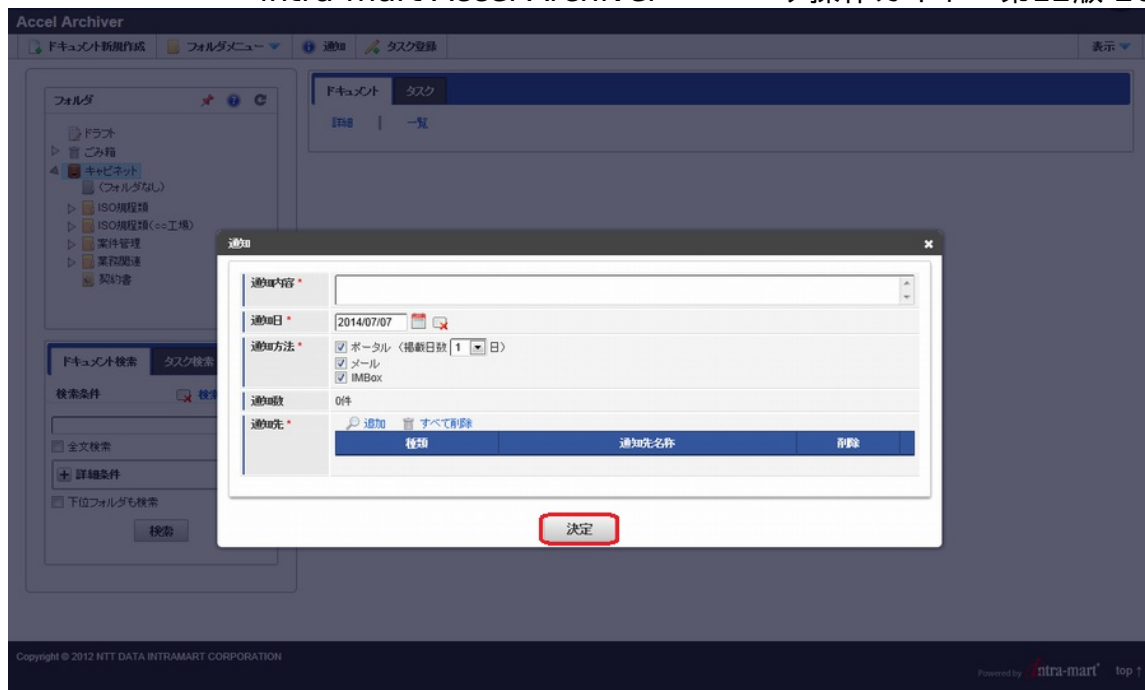 Accel Archiver
ドキュメント新規作成 フォルダメニュー 通知 タスク登録 表示
フォルダ
ドラフト
ごみ箱
キャビネット
(フォルダなし)
ISO規程類
ISO規程類(○○工場)
案件管理
業務関連
契約書
ドキュメント タスク
詳細 | 一覧
ドキュメント検索 タスク検索
検索条件
全文検索
詳細条件
下位フォルダも検索
検索
通知
通知内容 *
通知日 * 2014/07/07
通知方法 * ポータル (掲載日数 1 日)
メール
IMBox
通知数 0件
通知先 * 追加 すべて削除
種類 通知先名称 削除
決定
Copyright © 2012 NTT DATA INTRAMART CORPORATION
Powered by intra-mart top ↑